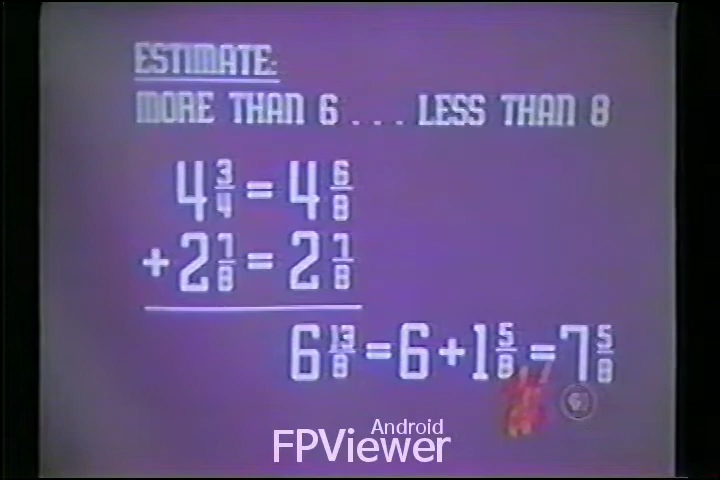 ESTIMATE:
MORE THAN 6 . . . LESS THAN 8
4 3/4 = 4 6/8
+ 2 7/8 = 2 7/8
6 13/8 = 6 + 1 5/8 = 7 5/8
Android
FPViewer